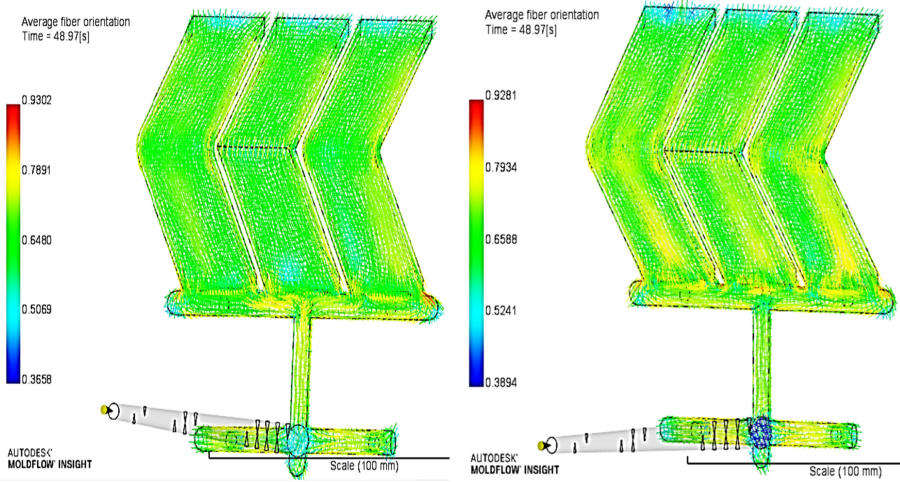 Average fiber orientation
Time = 48.97[s]
0.9302
0.7891
0.6480
0.5069
0.3658
AUTODESK
MOLDFLOW INSIGHT
Scale (100 mm)
Average fiber orientation
Time = 48.97[s]
0.9281
0.7934
0.6588
0.5241
0.3894
AUTODESK
MOLDFLOW INSIGHT
Scale (100 mm)